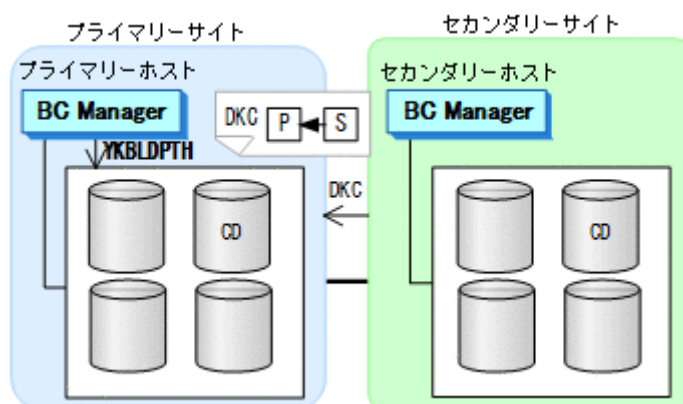 プライマリーサイト
セカンダリーサイト
プライマリーホスト
セカンダリーホスト
BC Manager
DKC P S
BC Manager
YKBLDPTH
DKC
CD
CD